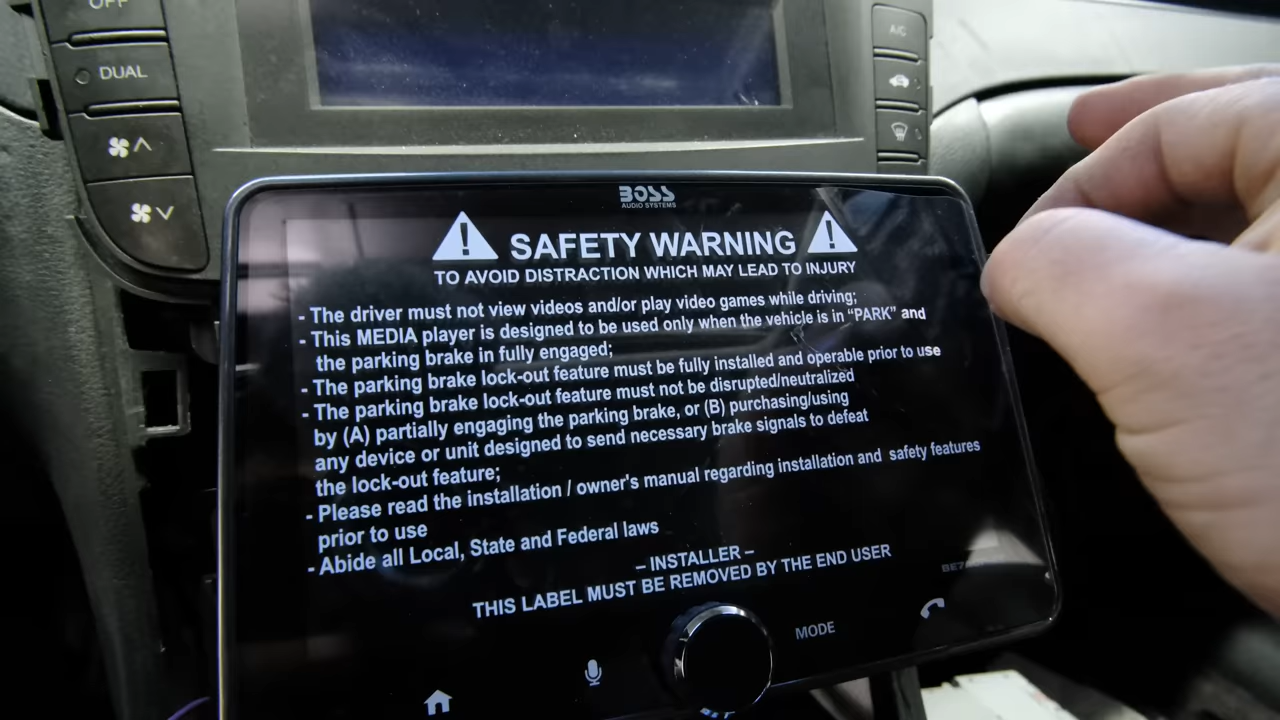 OFF
A/C
DUAL
BOSS
AUDIO SYSTEMS
SAFETY WARNING
TO AVOID DISTRACTION WHICH MAY LEAD TO INJURY
- The driver must not view videos and/or play video games while driving;
- This MEDIA player is designed to be used only when the vehicle is in “PARK” and
the parking brake in fully engaged;
- The parking brake lock-out feature must be fully installed and operable prior to use
- The parking brake lock-out feature must not be disrupted/neutralized
by (A) partially engaging the parking brake, or (B) purchasing/using
any device or unit designed to send necessary brake signals to defeat
the lock-out feature;
- Please read the installation / owner's manual regarding installation and safety features
prior to use
- Abide all Local, State and Federal laws
– INSTALLER –
THIS LABEL MUST BE REMOVED BY THE END USER
MODE